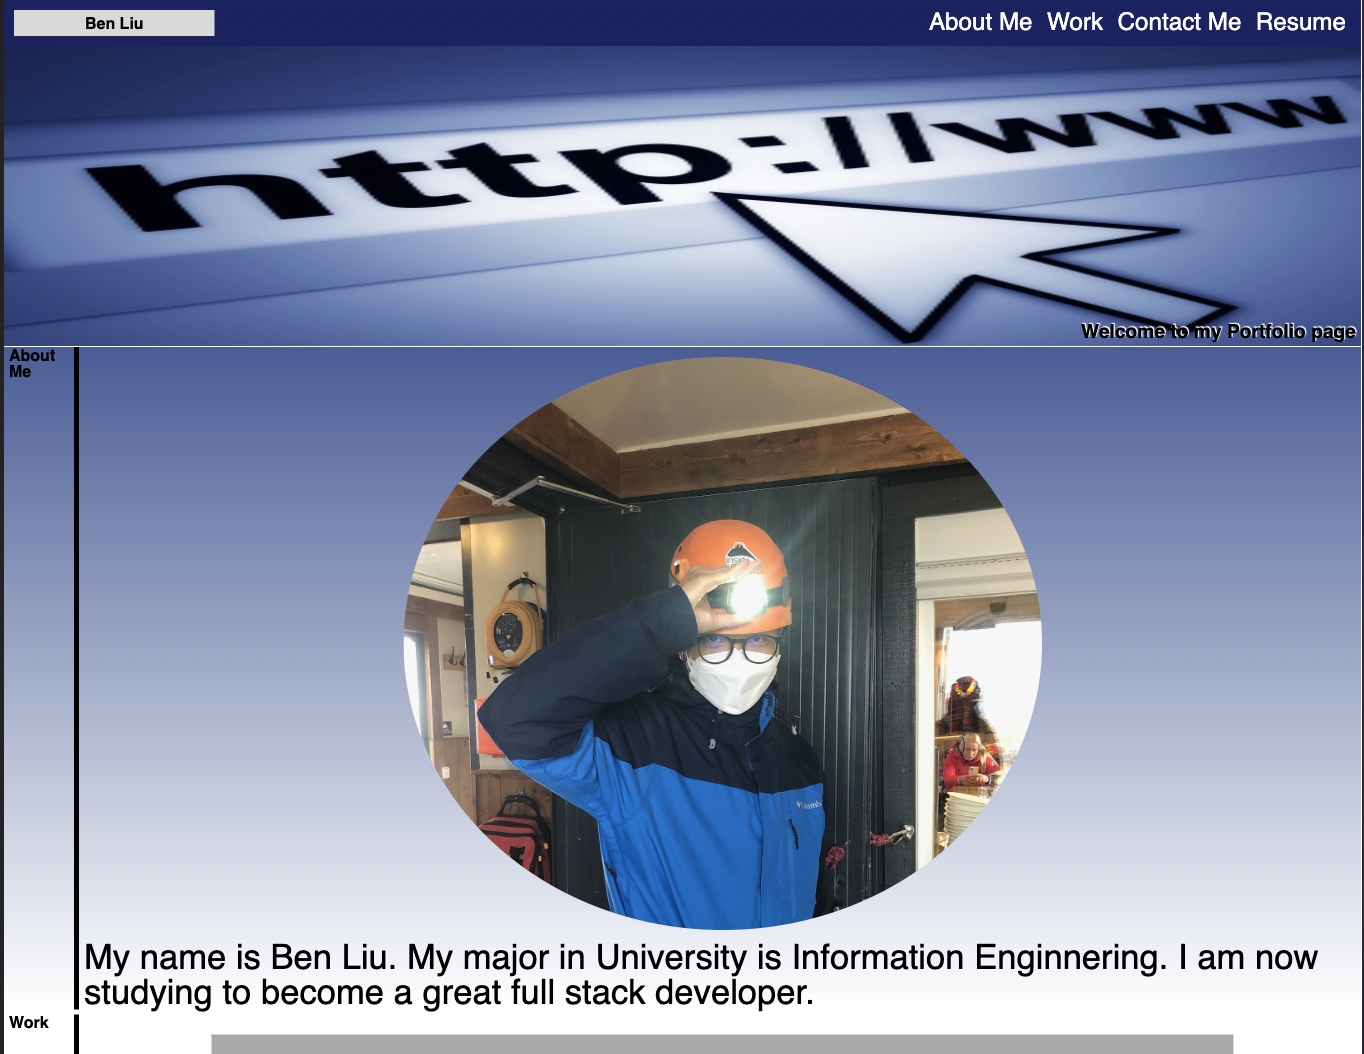 Ben Liu
About Me Work Contact Me Resume
http://www
Welcome to my Portfolio page
About
Me
My name is Ben Liu. My major in University is Information Enginnering. I am now
studying to become a great full stack developer.
Work